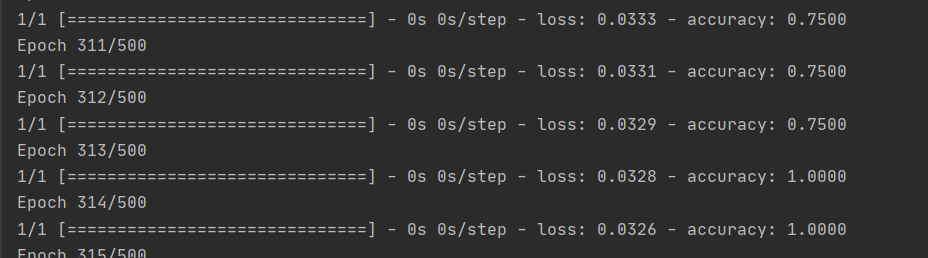 1/1 [==============================] - 0s 0s/step - loss: 0.0333 - accuracy: 0.7500
Epoch 311/500
1/1 [==============================] - 0s 0s/step - loss: 0.0331 - accuracy: 0.7500
Epoch 312/500
1/1 [==============================] - 0s 0s/step - loss: 0.0329 - accuracy: 0.7500
Epoch 313/500
1/1 [==============================] - 0s 0s/step - loss: 0.0328 - accuracy: 1.0000
Epoch 314/500
1/1 [==============================] - 0s 0s/step - loss: 0.0326 - accuracy: 1.0000
Epoch 315/500